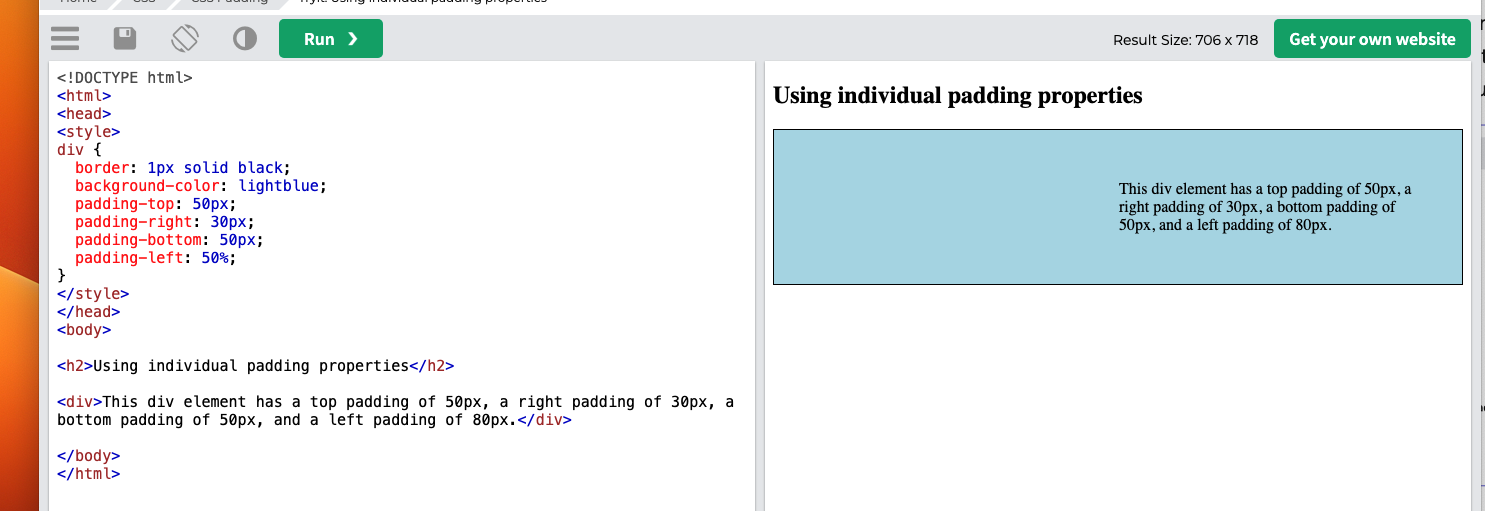 Run ❯
Result Size: 706 x 718
Get your own website
<!DOCTYPE html>
<html>
<head>
<style>
div {
  border: 1px solid black;
  background-color: lightblue;
  padding-top: 50px;
  padding-right: 30px;
  padding-bottom: 50px;
  padding-left: 50%;
}
</style>
</head>
<body>

<h2>Using individual padding properties</h2>

<div>This div element has a top padding of 50px, a right padding of 30px, a
bottom padding of 50px, and a left padding of 80px.</div>

</body>
</html>
Using individual padding properties
This div element has a top padding of 50px, a
right padding of 30px, a bottom padding of
50px, and a left padding of 80px.